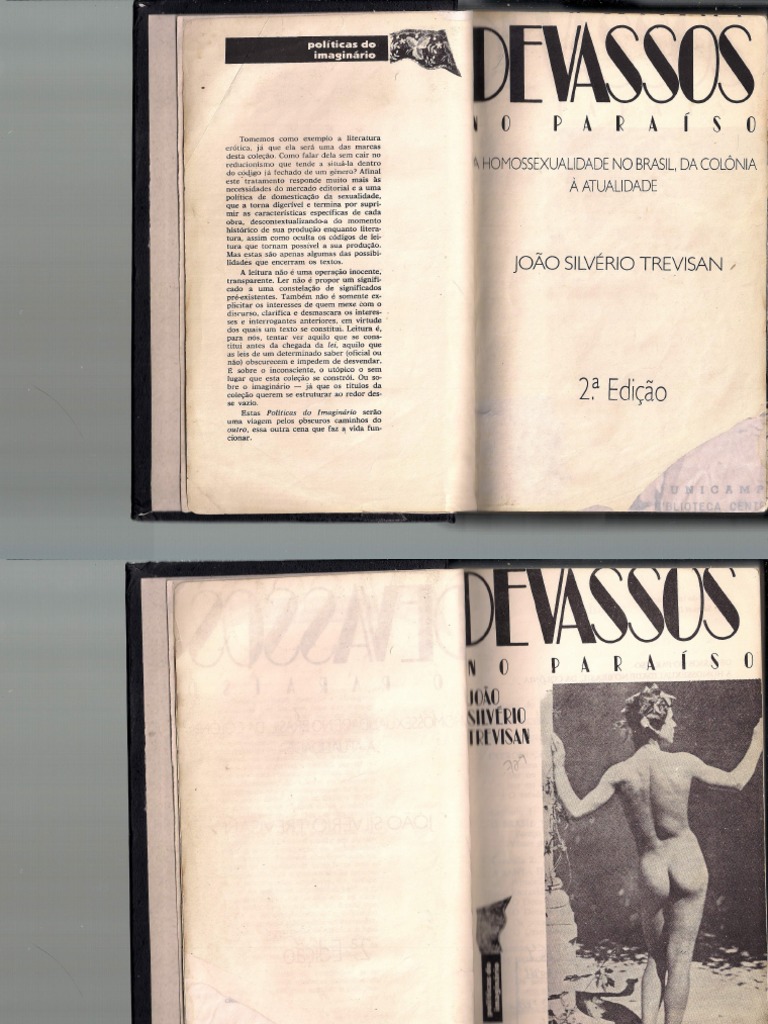 políticas do
imaginário
Tomemos como exemplo a literatura
erótica, já que ela será uma das marcas
desta coleção. Como falar dela sem cair no
reducionismo que tende a situá-la dentro
do código já fechado de um gênero? Afinal
este tratamento responde muito mais às
necessidades do mercado editorial e a uma
política de domesticação da sexualidade,
que a torna digerível e termina por supri-
mir as características específicas de cada
obra, descontextualizando-a do momento
histórico de sua produção enquanto litera-
tura, assim como oculta os códigos de lei-
tura que tornam possível a sua produção.
Mas estas são apenas algumas das possibi-
lidades que encerram os textos.
A leitura não é uma operação inocente,
transparente. Ler não é propor um signifi-
cado a uma constelação de significados
pré-existentes. Também não é somente ex-
plicitar os interesses de quem mexe com o
discurso, clarifica e desmascara os interes-
ses e interrogantes anteriores, em virtude
dos quais um texto se constitui. Leitura é,
para nós, tentar ver aquilo que se cons-
titui antes da chegada da lei, aquilo que
as leis de um determinado saber (oficial ou
não) obscurecem e impedem de desvendar.
É sobre o inconsciente, o utópico o sem
lugar que esta coleção se constrói. Ou so-
bre o imaginário — já que os títulos da
coleção querem se estruturar ao redor des-
se vazio.
Estas Políticas do Imaginário serão
uma viagem pelos obscuros caminhos do
outro, essa outra cena que faz a vida fun-
cionar.
DEVASSOS
NO PARAÍSO
A HOMOSSEXUALIDADE NO BRASIL, DA COLÔNIA
À ATUALIDADE
JOÃO SILVÉRIO TREVISAN
2.ª Edição
UNICAMP
BIBLIOTECA CENT
DEVASSOS
NO PARAÍSO
JOÃO
SILVÉRIO
TREVISAN
políticas do
imaginário